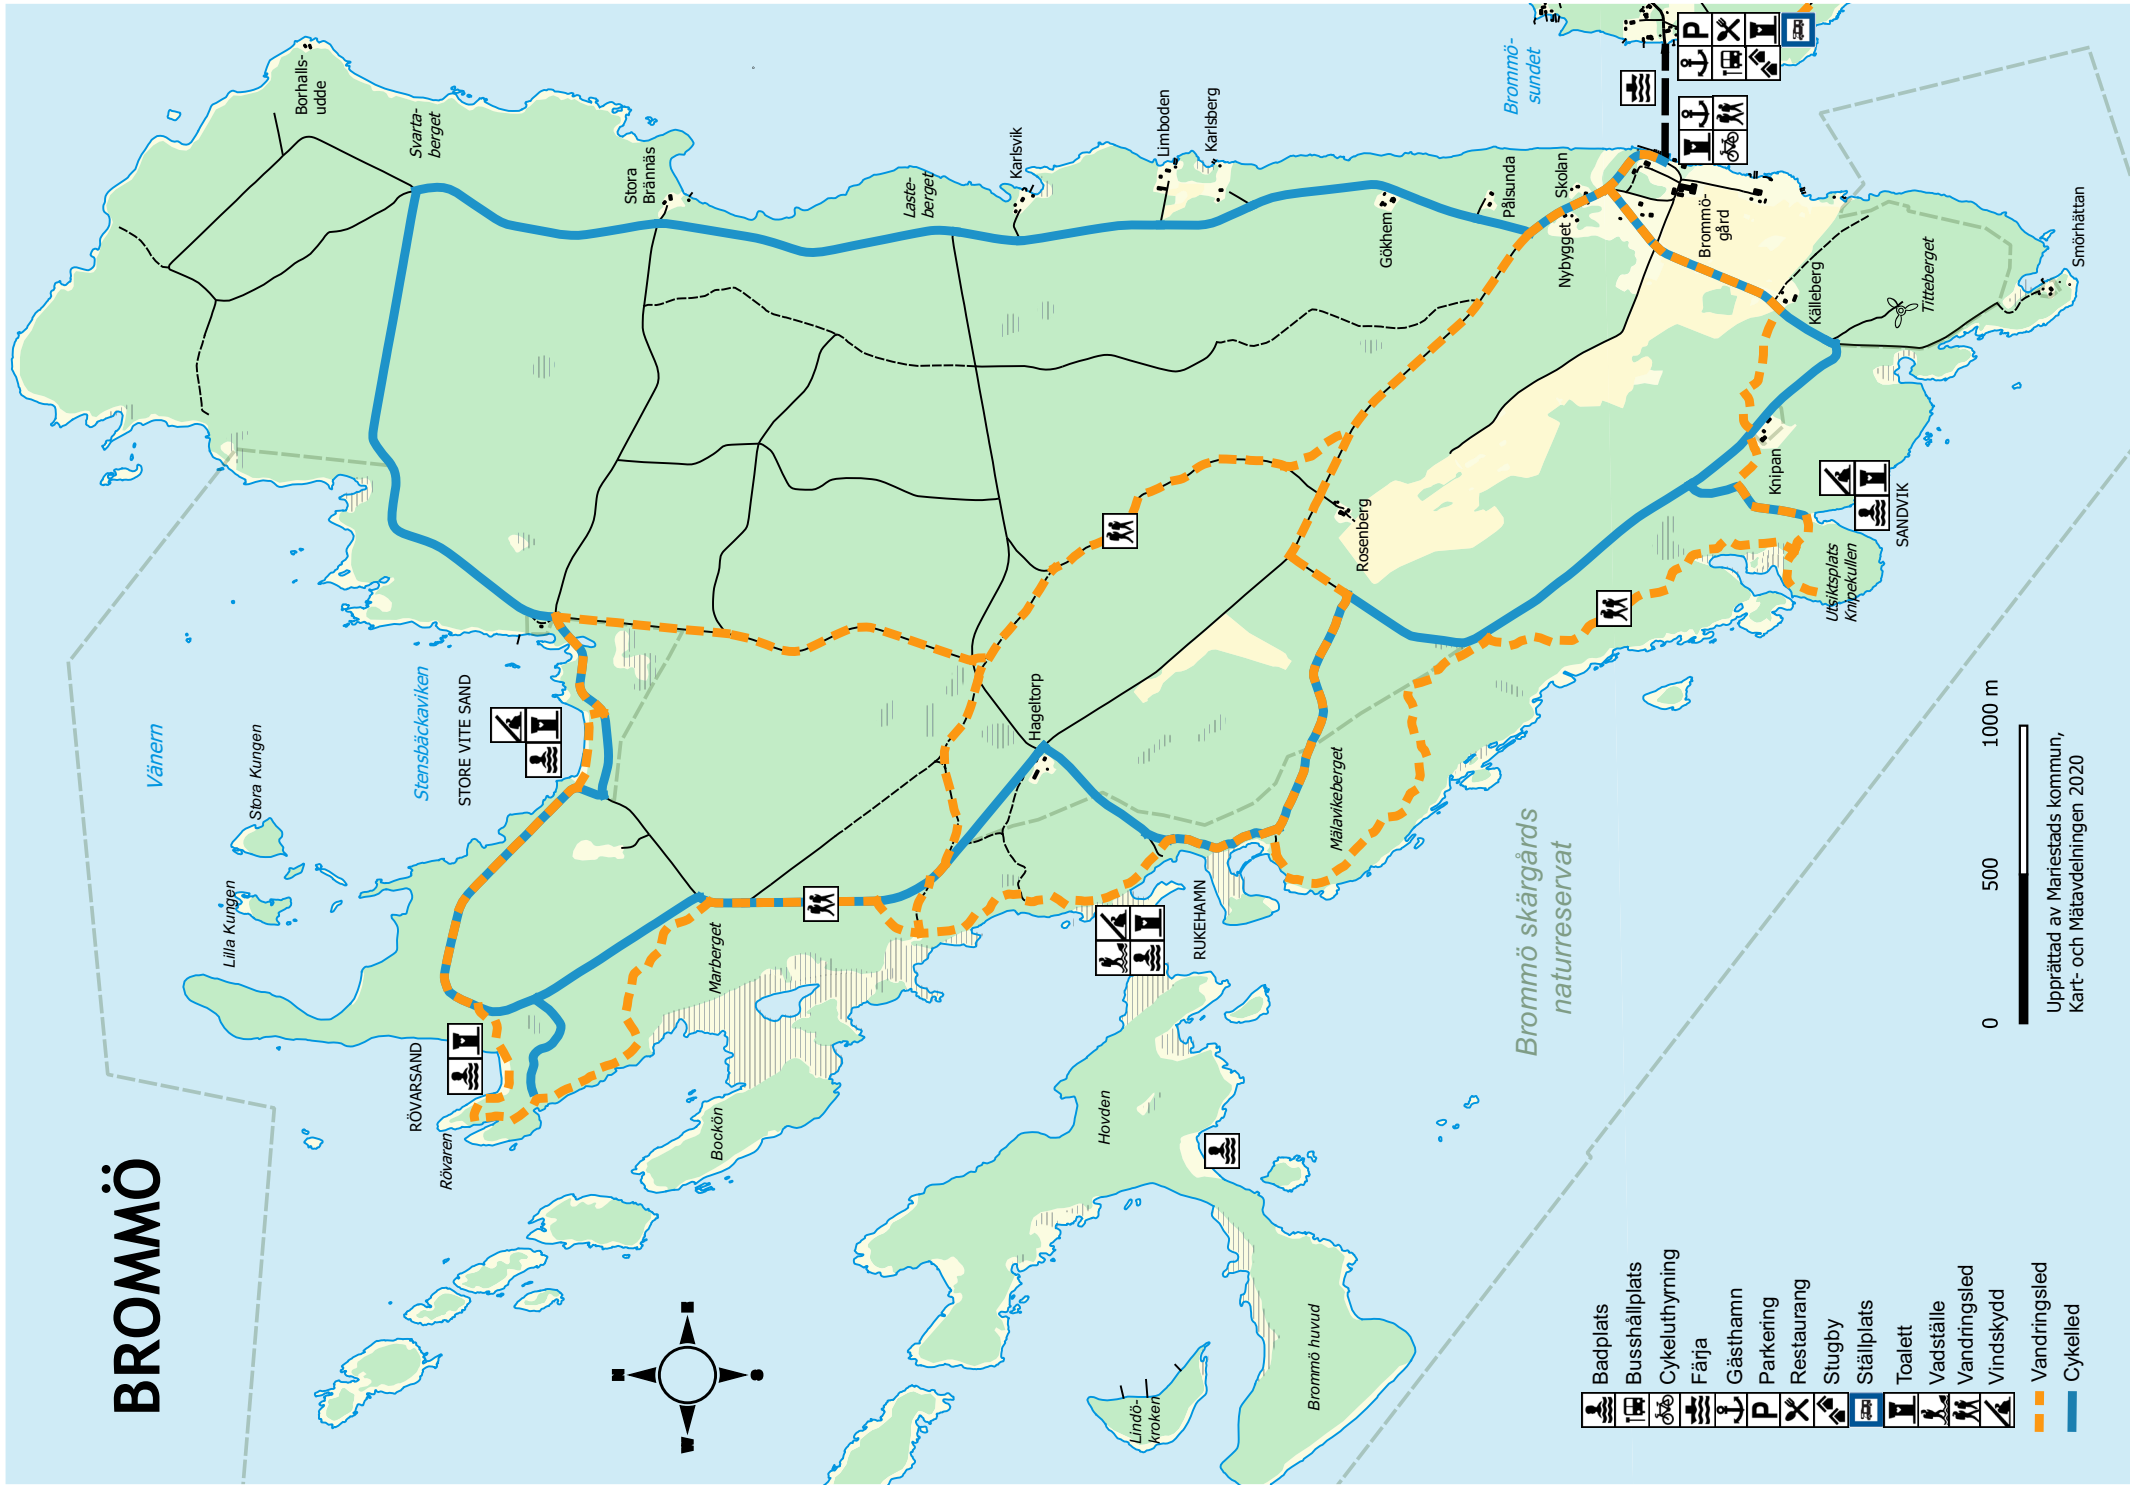 BROMMÖ
Vänern
Stora Kungen
Lilla Kungen
Stensbäckaviken
STORE VITE SAND
RÖVARSAND
Rövaren
Marberget
Bockön
Borhalls-
udde
Svarta-
berget
Stora
Brännäs
Laste-
berget
Karlsvik
Limboden
Karlsberg
Gökhem
Pålsunda
Skolan
Nybygget
Brommö-
sundet
Brommö-
gård
Källeberg
Titteberget
Smörhättan
Knipan
SANDVIK
Utsiktsplats
Knipekullen
Rosenberg
Hageltorp
Mälavikeberget
RUKEHAMN
Hovden
Brommö huvud
Lindö-
kroken
Brommö skärgårds
naturreservat
N
E
S
W
P
Badplats
Busshållplats
Cykeluthyrning
Färja
Gästhamn
P
Parkering
Restaurang
Stugby
Ställplats
Toalett
Vadställe
Vandringsled
Vindskydd
Vandringsled
Cykelled
0
500
1000 m
Upprättad av Mariestads kommun,
Kart- och Mätavdelningen 2020